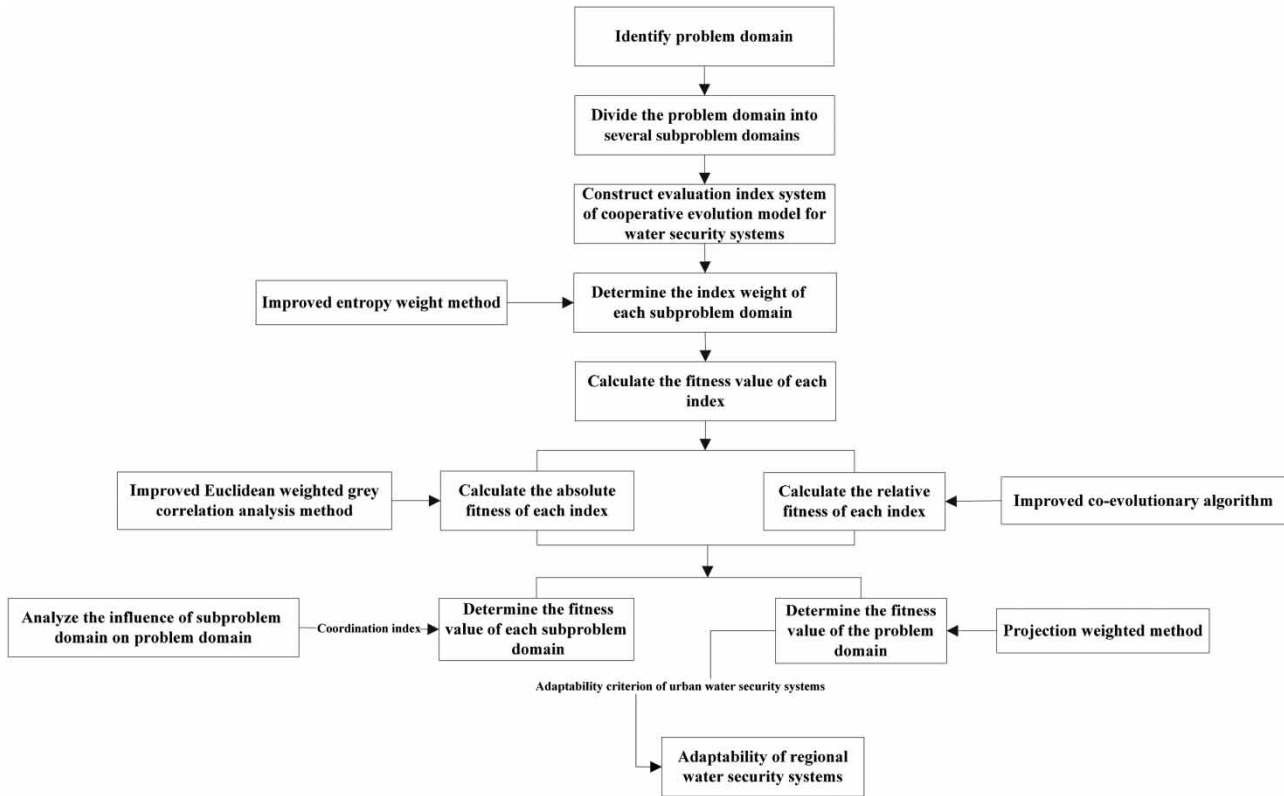 Identify problem domain
Divide the problem domain into
several subproblem domains
Construct evaluation index system
of cooperative evolution model for
water security systems
Improved entropy weight method
Determine the index weight of
each subproblem domain
Calculate the fitness value of each
index
Improved Euclidean weighted grey
correlation analysis method
Calculate the absolute
fitness of each index
Calculate the relative
fitness of each index
Improved co-evolutionary algorithm
Analyze the influence of subproblem
domain on problem domain
Coordination index
Determine the fitness
value of each subproblem
domain
Determine the fitness
value of the problem
domain
Projection weighted method
Adaptability criterion of urban water security systems
Adaptability of regional
water security systems